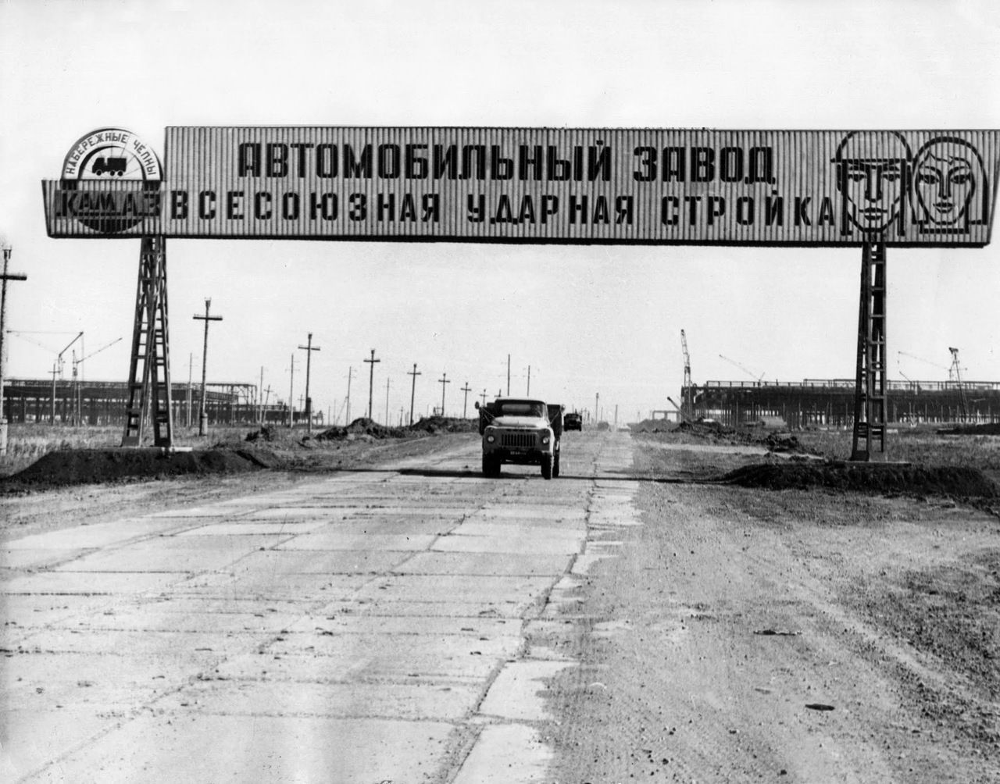 НАБЕРЕЖНЫЕ ЧЕЛНЫ
КАМАЗ
АВТОМОБИЛЬНЫЙ ЗАВОД
ВСЕСОЮЗНАЯ УДАРНАЯ СТРОЙКА